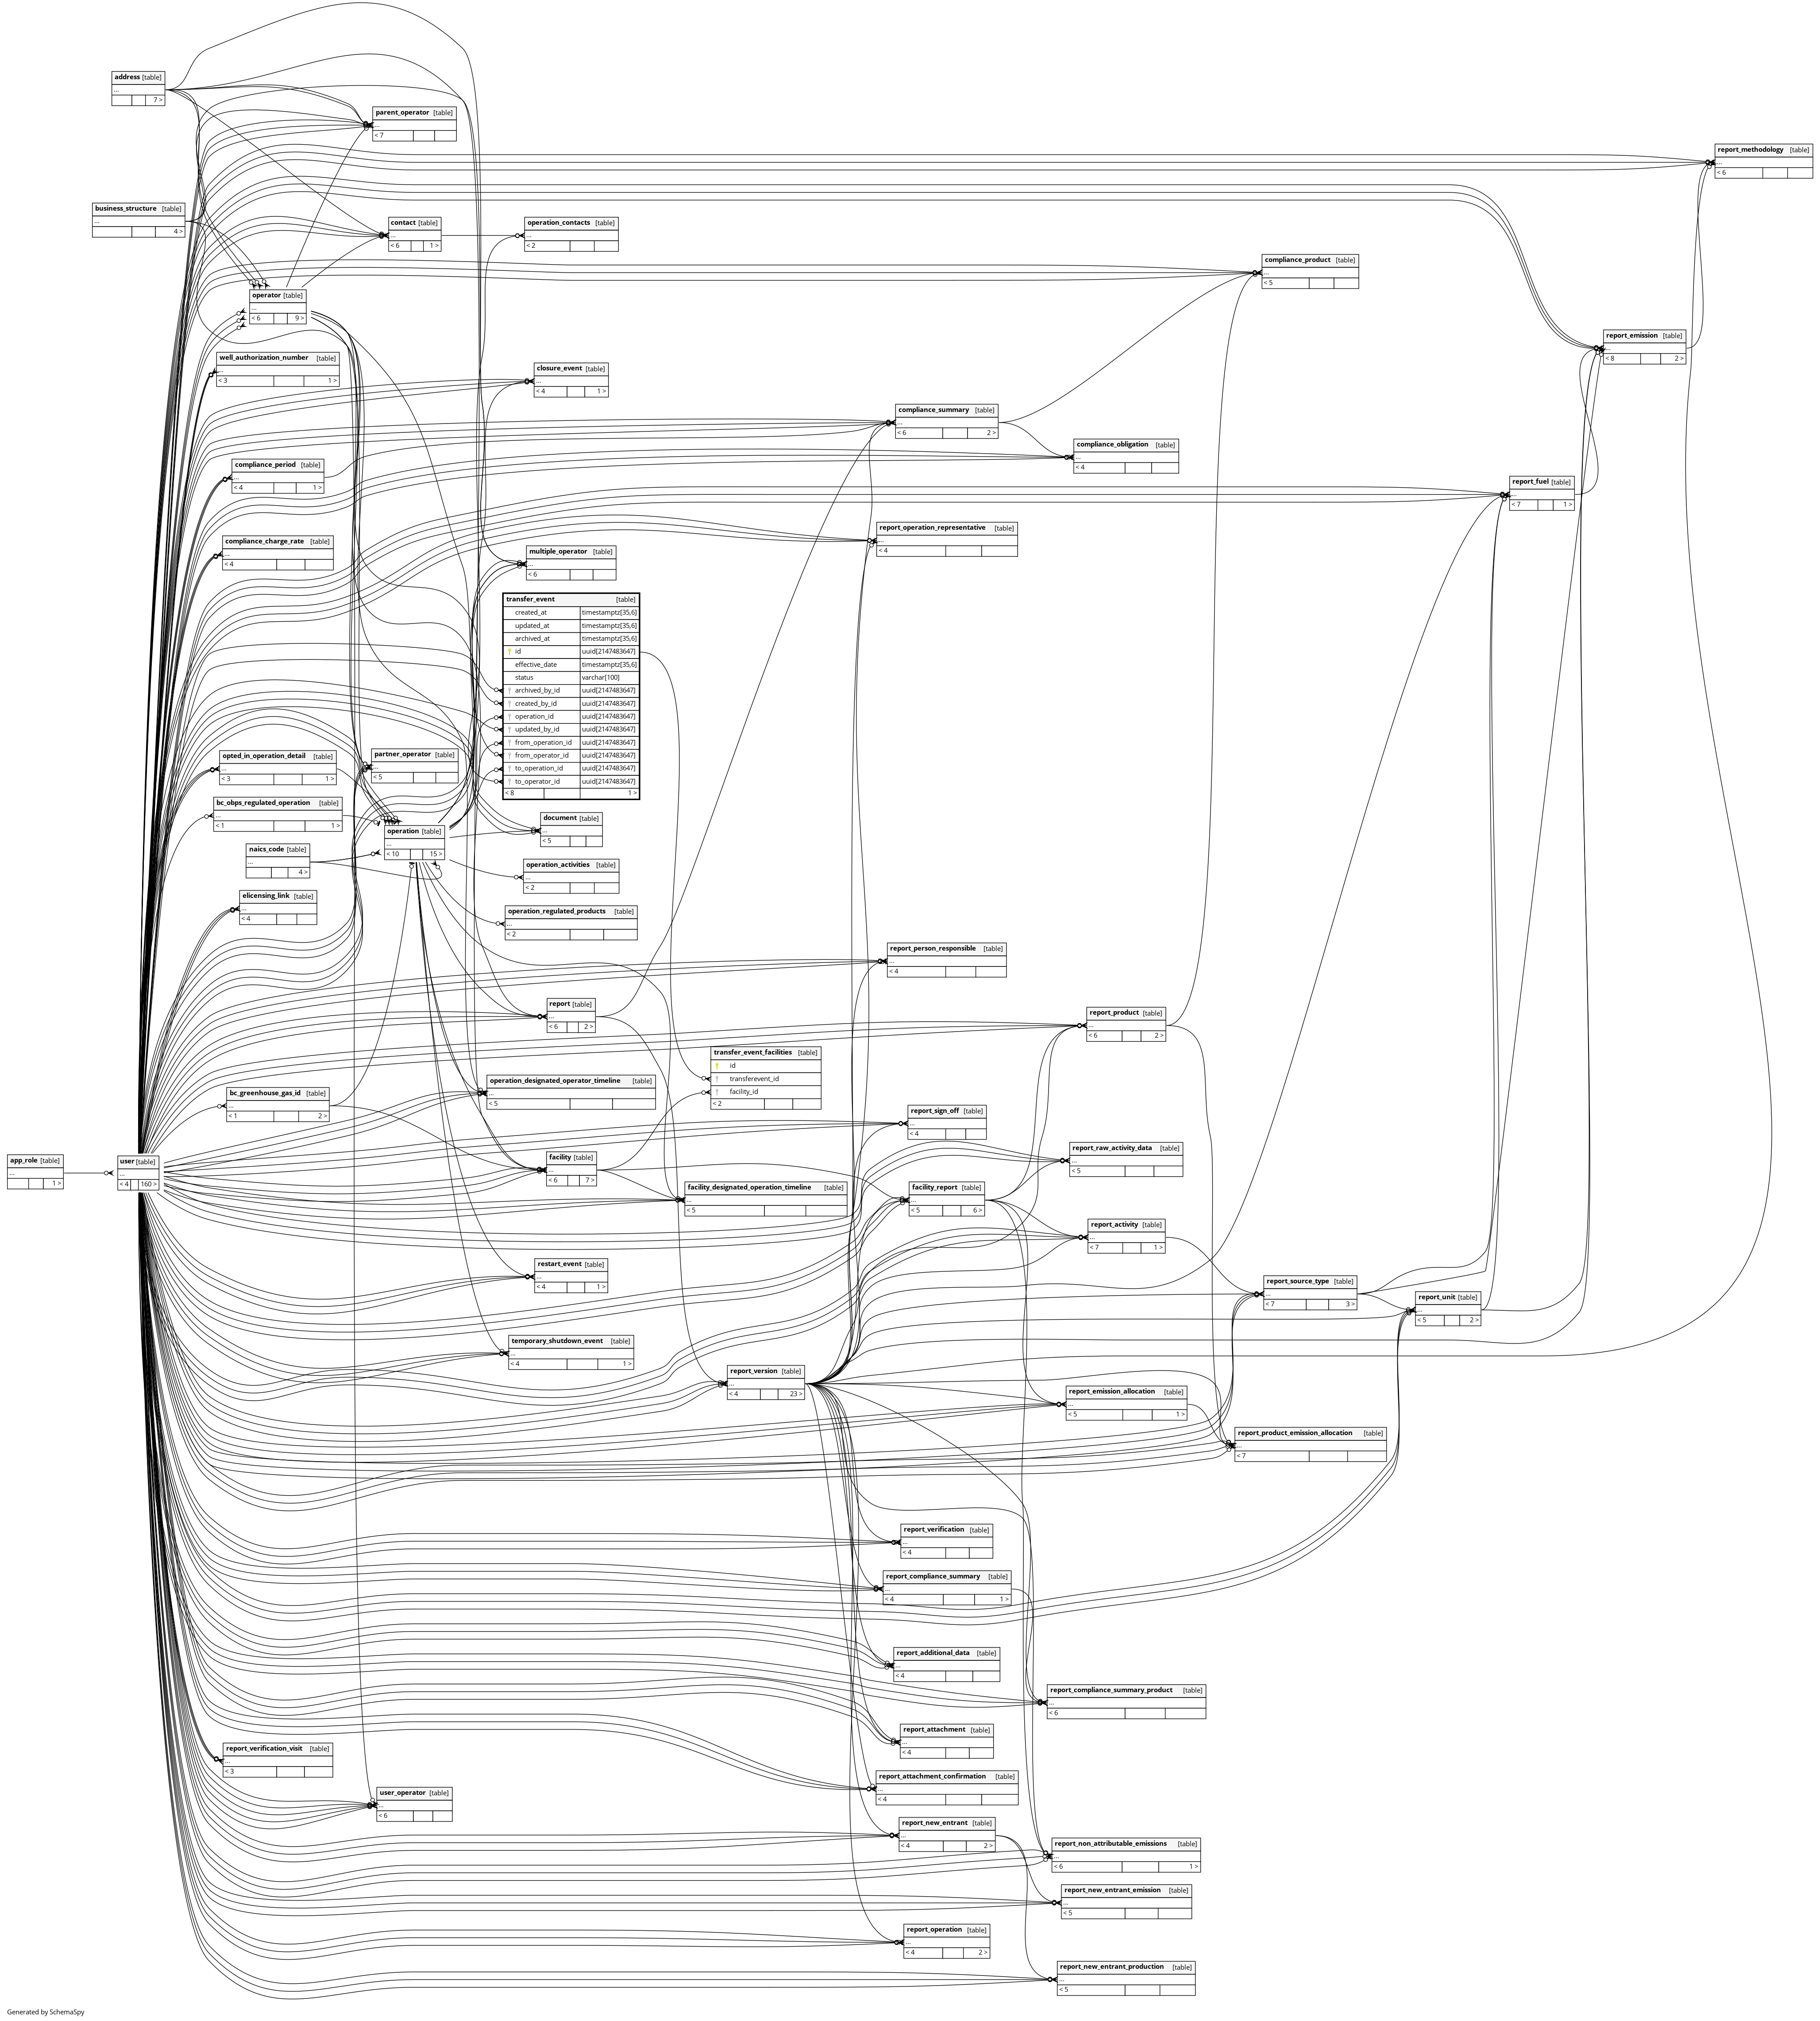 address [table]
...
7 >
parent_operator [table]
...
< 7
report_methodology [table]
...
< 6
business_structure [table]
...
4 >
contact [table]
...
< 6 1 >
operation_contacts [table]
...
< 2
compliance_product [table]
...
< 5
operator [table]
...
< 6 9 >
report_emission [table]
...
< 8 2 >
well_authorization_number [table]
...
< 3 1 >
closure_event [table]
...
< 4 1 >
compliance_summary [table]
...
< 6 2 >
compliance_obligation [table]
...
< 4
compliance_period [table]
...
< 4 1 >
report_fuel [table]
...
< 7 1 >
report_operation_representative [table]
...
< 4
compliance_charge_rate [table]
...
< 4
multiple_operator [table]
...
< 6
transfer_event [table]
created_at timestamptz[35,6]
updated_at timestamptz[35,6]
archived_at timestamptz[35,6]
id uuid[2147483647]
effective_date timestamptz[35,6]
status varchar[100]
archived_by_id uuid[2147483647]
created_by_id uuid[2147483647]
operation_id uuid[2147483647]
updated_by_id uuid[2147483647]
from_operation_id uuid[2147483647]
from_operator_id uuid[2147483647]
to_operation_id uuid[2147483647]
to_operator_id uuid[2147483647]
< 8 1 >
opted_in_operation_detail [table]
...
< 3 1 >
partner_operator [table]
...
< 5
bc_obps_regulated_operation [table]
...
< 1 1 >
document [table]
...
< 5
operation [table]
...
< 10 15 >
naics_code [table]
...
4 >
operation_activities [table]
...
< 2
elicensing_link [table]
...
< 4
operation_regulated_products [table]
...
< 2
report_person_responsible [table]
...
< 4
report [table]
...
< 6 2 >
report_product [table]
...
< 6 2 >
transfer_event_facilities [table]
id
transferevent_id
facility_id
< 2
operation_designated_operator_timeline [table]
...
< 5
bc_greenhouse_gas_id [table]
...
< 1 2 >
report_sign_off [table]
...
< 4
report_raw_activity_data [table]
...
< 5
app_role [table]
...
1 >
user [table]
...
< 4 160 >
facility [table]
...
< 6 7 >
facility_designated_operation_timeline [table]
...
< 5
facility_report [table]
...
< 5 6 >
report_activity [table]
...
< 7 1 >
restart_event [table]
...
< 4 1 >
report_source_type [table]
...
< 7 3 >
report_unit [table]
...
< 5 2 >
temporary_shutdown_event [table]
...
< 4 1 >
report_version [table]
...
< 4 23 >
report_emission_allocation [table]
...
< 5 1 >
report_product_emission_allocation [table]
...
< 7
report_verification [table]
...
< 4
report_compliance_summary [table]
...
< 4 1 >
report_additional_data [table]
...
< 4
report_compliance_summary_product [table]
...
< 6
report_attachment [table]
...
< 4
report_verification_visit [table]
...
< 3
report_attachment_confirmation [table]
...
< 4
user_operator [table]
...
< 6
report_new_entrant [table]
...
< 4 2 >
report_non_attributable_emissions [table]
...
< 6 1 >
report_new_entrant_emission [table]
...
< 5
report_operation [table]
...
< 4 2 >
report_new_entrant_production [table]
...
< 5
Generated by SchemaSpy